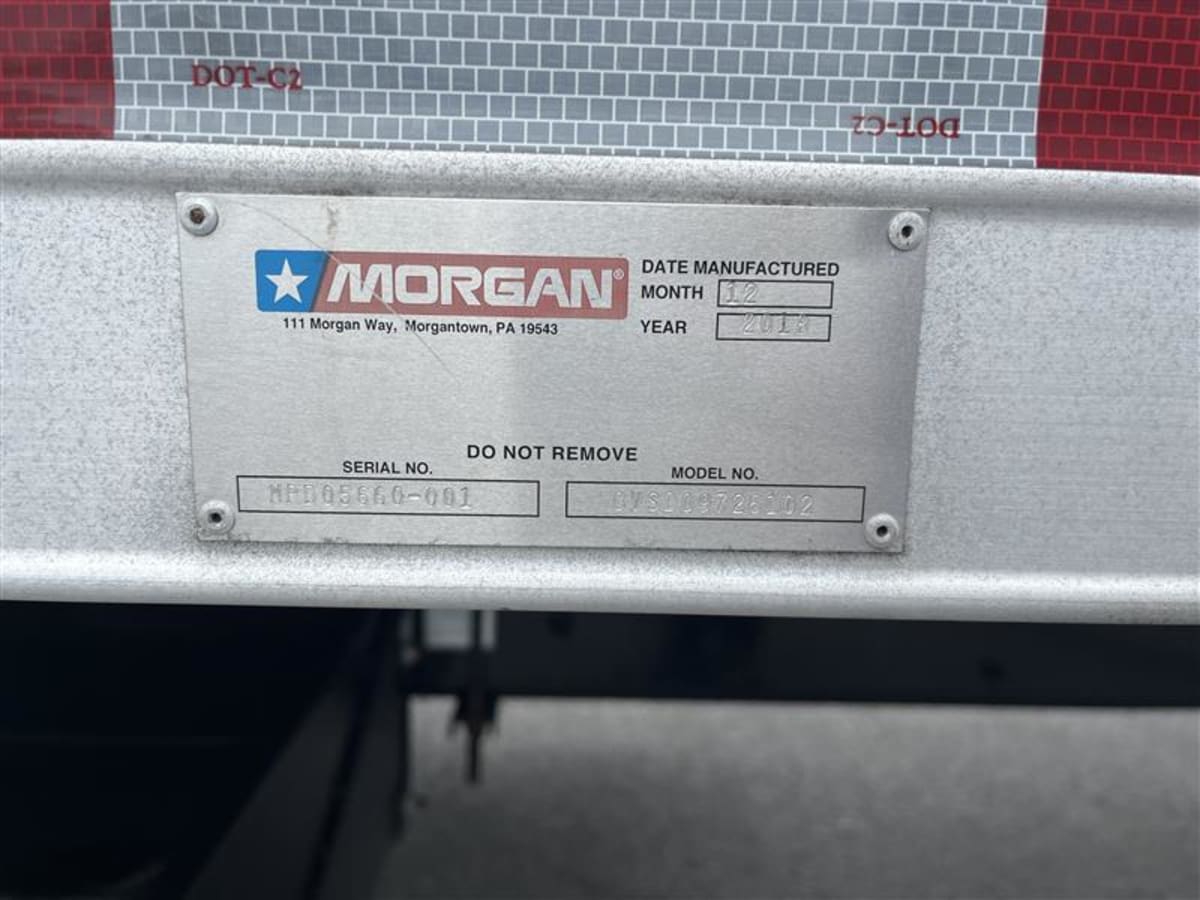 DOT-C2
DOT-C2
MORGAN®
111 Morgan Way, Morgantown, PA 19543
DATE MANUFACTURED
MONTH 12
YEAR 2018
DO NOT REMOVE
SERIAL NO.
MODEL NO.